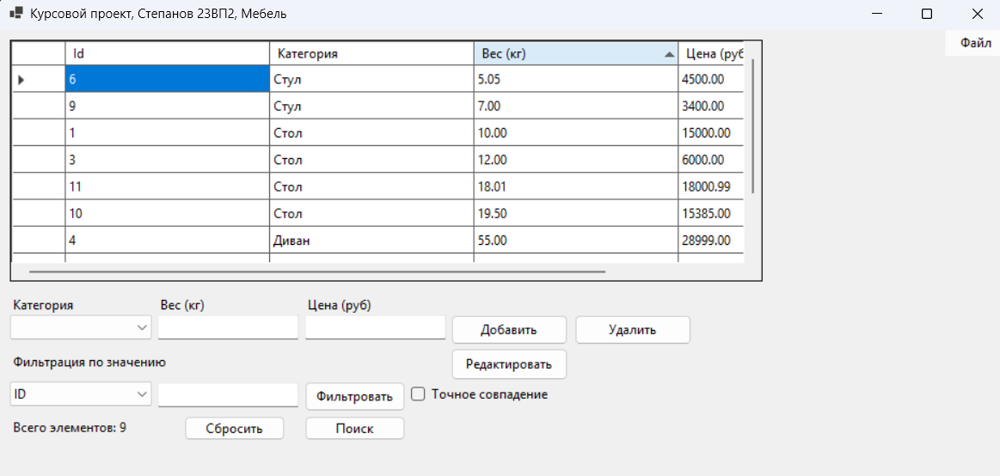 Курсовой проект, Степанов 23ВП2, Мебель
Файл
Id Категория Вес (кг) Цена (руб
6 Стул 5.05 4500.00
9 Стул 7.00 3400.00
1 Стол 10.00 15000.00
3 Стол 12.00 6000.00
11 Стол 18.01 18000.99
10 Стол 19.50 15385.00
4 Диван 55.00 28999.00
Категория Вес (кг) Цена (руб)
Добавить Удалить
Фильтрация по значению Редактировать
ID Фильтровать Точное совпадение
Всего элементов: 9 Сбросить Поиск